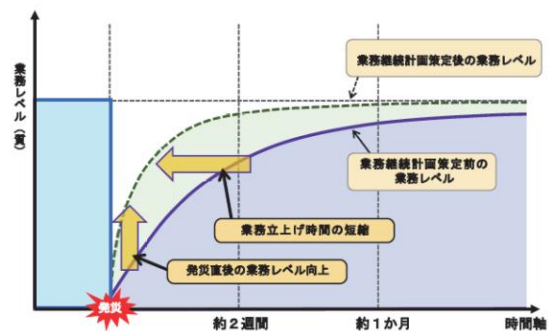 業務レベル(質)
業務継続計画策定後の業務レベル
業務継続計画策定前の
業務レベル
業務立上げ時間の短縮
発災直後の業務レベル向上
発災
約２週間
約１か月
時間軸